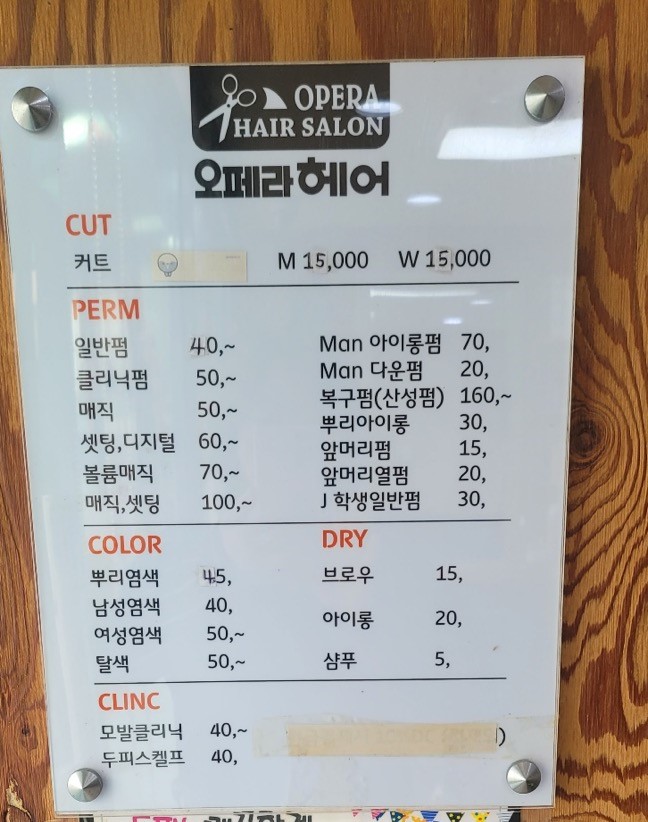 OPERA
HAIR SALON
오페라헤어
CUT
커트 M 15,000 W 15,000
PERM
일반펌 40,~
클리닉펌 50,~
매직 50,~
셋팅,디지털 60,~
볼륨매직 70,~
매직,셋팅 100,~
Man 아이롱펌 70,
Man 다운펌 20,
복구펌(산성펌) 160,~
뿌리아이롱 30,
앞머리펌 15,
앞머리열펌 20,
J 학생일반펌 30,
COLOR
뿌리염색 45,
남성염색 40,
여성염색 50,~
탈색 50,~
DRY
브로우 15,
아이롱 20,
샴푸 5,
CLINC
모발클리닉 40,~
)
두피스켈프 40,